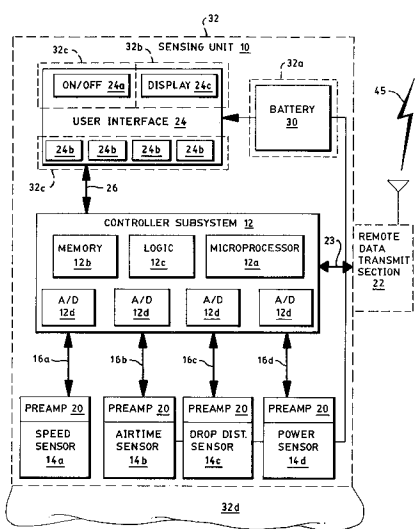 32
32c
32b
SENSING UNIT 10
32a
ON/OFF 24a
DISPLAY 24c
45
BATTERY
30
USER INTERFACE 24
24b 24b 24b 24b
32c
26
CONTROLLER SUBSYSTEM 12
23
REMOTE
DATA
TRANSMIT
SECTION
22
MEMORY
12b
LOGIC
12c
MICROPROCESSOR
12a
A/D
12d
A/D
12d
A/D
12d
A/D
12d
16a
16b
16c
16d
PREAMP 20
SPEED
SENSOR
14a
PREAMP 20
AIRTIME
SENSOR
14b
PREAMP 20
DROP DIST.
SENSOR
14c
PREAMP 20
POWER
SENSOR
14d
32d